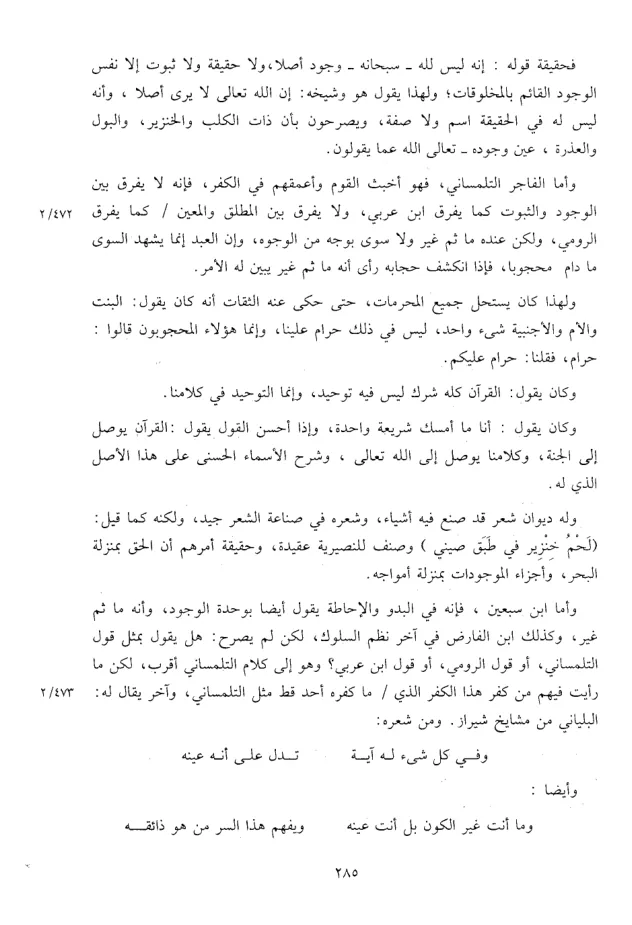 فحقيقة قوله : إنه ليس لله ـ سبحانه ـ وجود أصلا، ولا حقيقة ولا ثبوت إلا نفس
الوجود القائم بالمخلوقات؛ ولهذا يقول هو وشيخه: إن الله تعالى لا يرى أصلا ، وأنه
ليس له في الحقيقة اسم ولا صفة، ويصرحون بأن ذات الكلب والخنزير، والبول
والعذرة ، عين وجوده ـ تعالى الله عما يقولون.
وأما الفاجر التلمساني، فهو أخبث القوم وأعمقهم في الكفر، فإنه لا يفرق بين
الوجود والثبوت كما يفرق ابن عربي، ولا يفرق بين المطلق والمعين / كما يفرق ٢/٤٧٢
الرومي، ولكن عنده ما ثم غير ولا سوى بوجه من الوجوه، وإن العبد إنما يشهد السوى
ما دام محجوبا، فإذا انكشف حجابه رأى أنه ما ثم غير يبين له الأمر.
ولهذا كان يستحل جميع المحرمات، حتى حكى عنه الثقات أنه كان يقول: البنت
والأم والأجنبية شىء واحد، ليس في ذلك حرام علينا، وإنما هؤلاء المحجوبون قالوا :
حرام، فقلنا: حرام عليكم.
وكان يقول: القرآن كله شرك ليس فيه توحيد، وإنما التوحيد في كلامنا.
وكان يقول : أنا ما أمسك شريعة واحدة، وإذا أحسن القول يقول :القرآن يوصل
إلى الجنة، وكلامنا يوصل إلى الله تعالى ، وشرح الأسماء الحسنى على هذا الأصل
الذي له.
وله ديوان شعر قد صنع فيه أشياء، وشعره في صناعة الشعر جيد، ولكنه كما قيل:
(لَحْمُ خِنْزِير في طَبَق صيني ) وصنف للنصيرية عقيدة، وحقيقة أمرهم أن الحق بمنزلة
البحر، وأجزاء الموجودات بمنزلة أمواجه.
وأما ابن سبعين ، فإنه في البدو والإحاطة يقول أيضا بوحدة الوجود، وأنه ما ثم
غير، وكذلك ابن الفارض في آخر نظم السلوك، لكن لم يصرح: هل يقول بمثل قول
التلمساني، أو قول الرومي، أو قول ابن عربي؟ وهو إلى كلام التلمساني أقرب، لكن ما
رأيت فيهم من كفر هذا الكفر الذي / ما كفره أحد قط مثل التلمساني، وآخر يقال له: ٢/٤٧٣
البلياني من مشايخ شيراز. ومن شعره:
وفـي كل شىء لـه آيـة تـدل علـى أنـه عينه
وأيضا :
وما أنت غير الكون بل أنت عينه ويفهم هذا السر من هو ذائقـه
٢٨٥